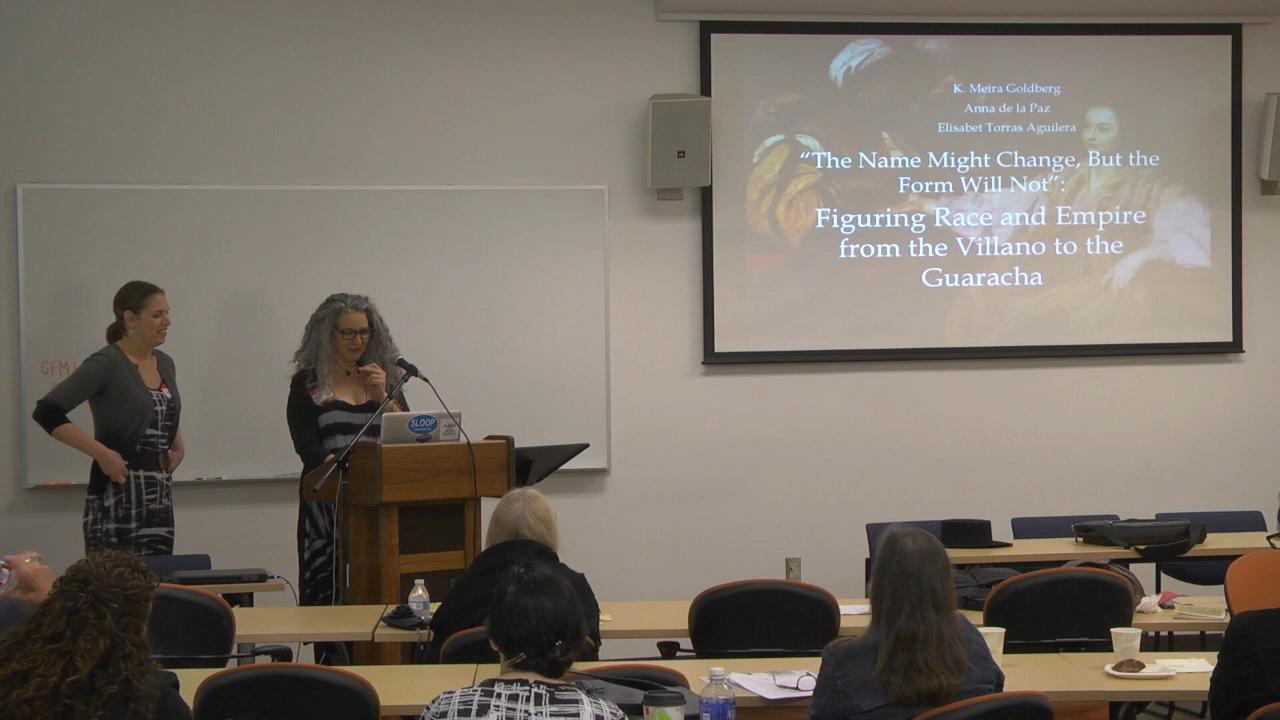 K. Meira Goldberg
Anna de la Paz
Elisabet Torras Aguilera
“The Name Might Change, But the
Form Will Not”:
Figuring Race and Empire
from the Villano to the
Guaracha
GFM
SLOOP